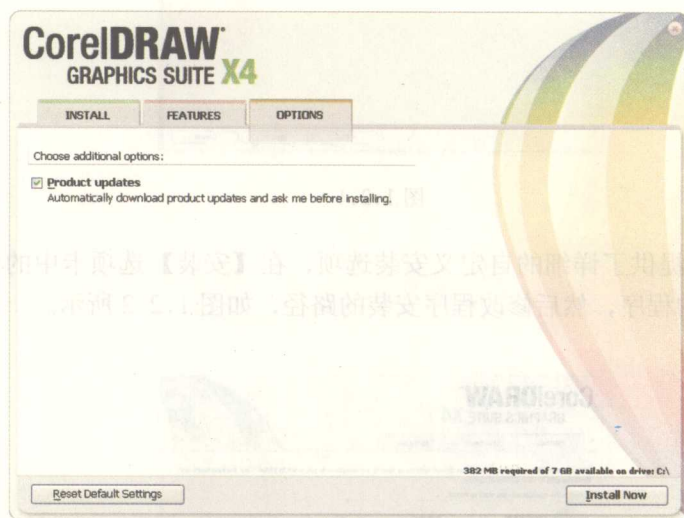 CorelDRAW
GRAPHICS SUITE X4
INSTALL FEATURES OPTIONS
Choose additional options:
Product updates
Automatically download product updates and ask me before installing.
382 MB required of 7 GB available on drive: C:\
Reset Default Settings Install Now